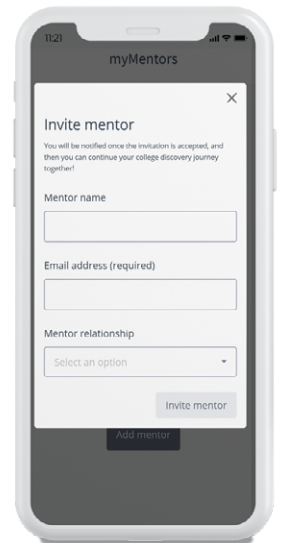 11:21
myMentors
Invite mentor
You will be notified once the invitation is accepted, and
then you can continue your college discovery journey
together!
Mentor name
Email address (required)
Mentor relationship
Select an option
Invite mentor
Add mentor